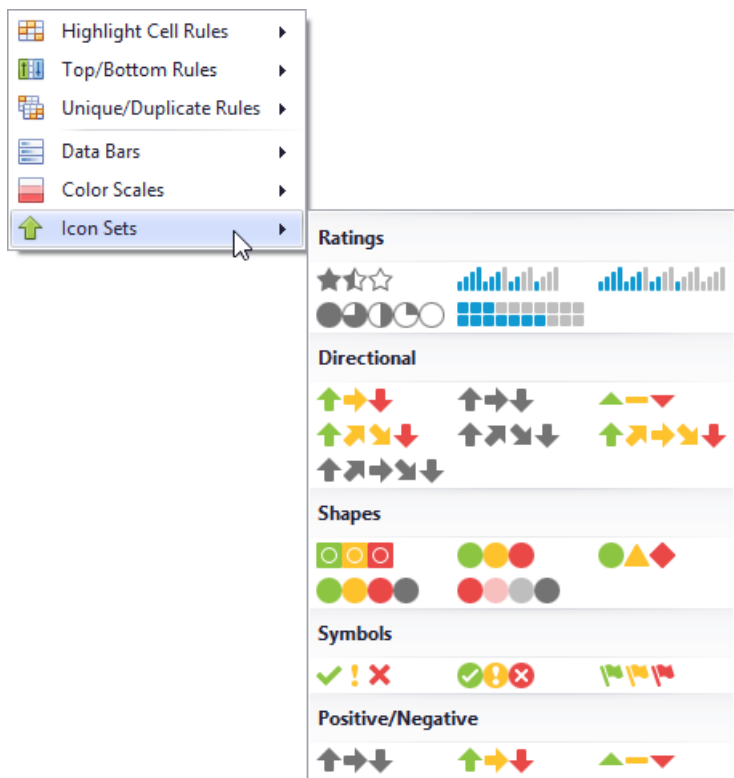 Highlight Cell Rules
Top/Bottom Rules
Unique/Duplicate Rules
Data Bars
Color Scales
Icon Sets
Ratings
Directional
Shapes
Symbols
Positive/Negative